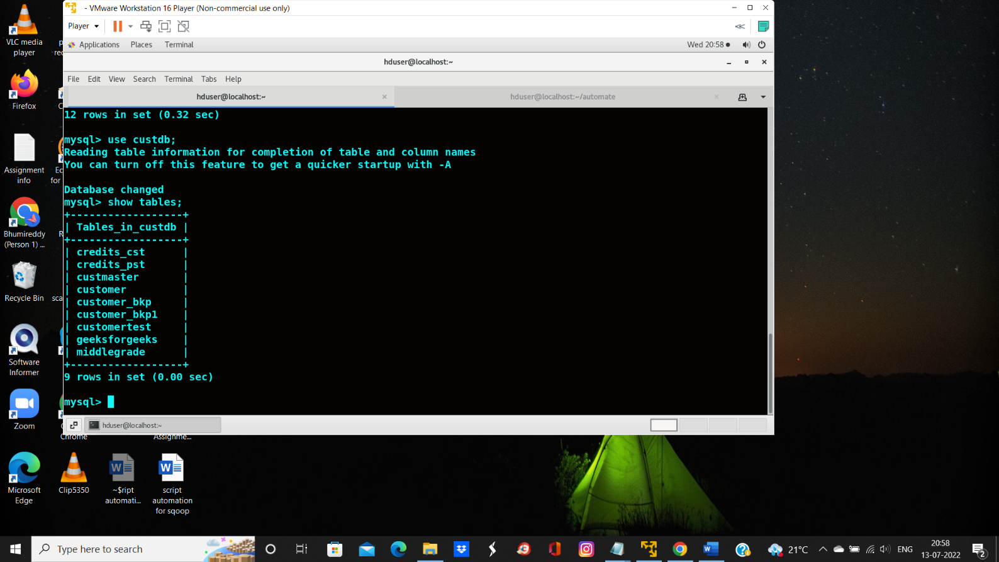 - VMware Workstation 16 Player (Non-commercial use only)
Player
Applications Places Terminal
Wed 20:58
hduser@localhost:~
File Edit View Search Terminal Tabs Help
hduser@localhost:~
hduser@localhost:~/automate
12 rows in set (0.32 sec)
mysql> use custdb;
Reading table information for completion of table and column names
You can turn off this feature to get a quicker startup with -A
Database changed
mysql> show tables;
+------------------+
| Tables_in_custdb |
+------------------+
| credits_cst      |
| credits_pst      |
| custmaster       |
| customer         |
| customer_bkp     |
| customer_bkp1    |
| customertest     |
| geeksforgeeks    |
| middlegrade      |
+------------------+
9 rows in set (0.00 sec)
mysql>
hduser@localhost:~
VLC media
player
Firefox
Assignment
info
Bhumireddy
(Person 1) ...
Recycle Bin
Software
Informer
Zoom
Chrome
Assignme...
Microsoft
Edge
Clip5350
~$ript
automati...
script
automation
for sqoop
Type here to search
21°C
ENG
20:58
13-07-2022
2